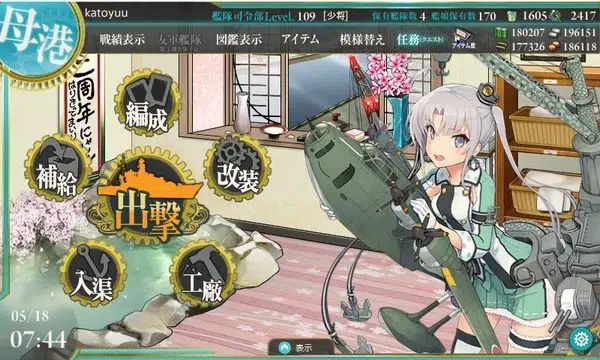 母港
katoyuu
艦隊司令部Level. 109 [少将]
保有艦隊数 4
艦娘保有数 170
1605
2417
戦績表示
友軍艦隊
図鑑表示
アイテム
模様替え
任務(クエスト)
アイテム屋
180207
196151
177326
186118
周年にゃ
編成
補給
改装
出撃
入渠
工廠
05/18
07:44
表示